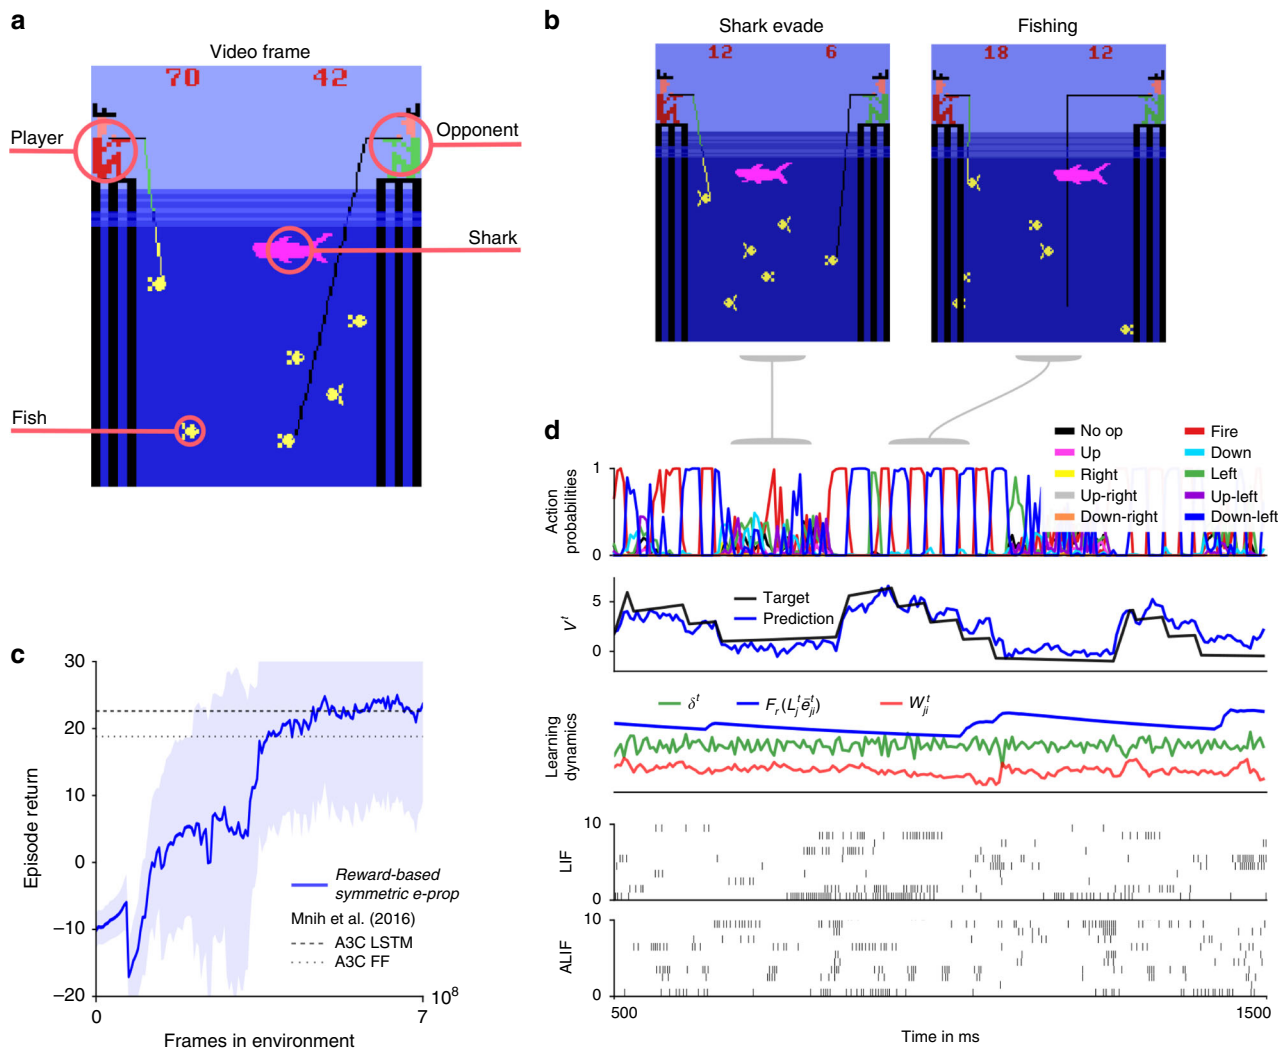 a
Video frame
70 42
Player
Opponent
Shark
Fish
b
Shark evade
12 6
Fishing
18 12
c
Episode return
30
20
10
0
−10
−20
0
7
10⁸
Frames in environment
Reward-based
symmetric e-prop
Mnih et al. (2016)
A3C LSTM
A3C FF
d
No op
Up
Right
Up-right
Down-right
Fire
Down
Left
Up-left
Down-left
Action
probabilities
1
0
Vᵗ
5
0
Target
Prediction
Learning
dynamics
δᵗ
Fᵣ(Lⱼᵗēⱼᵢᵗ)
Wⱼᵢᵗ
LIF
10
0
ALIF
10
0
500
1500
Time in ms